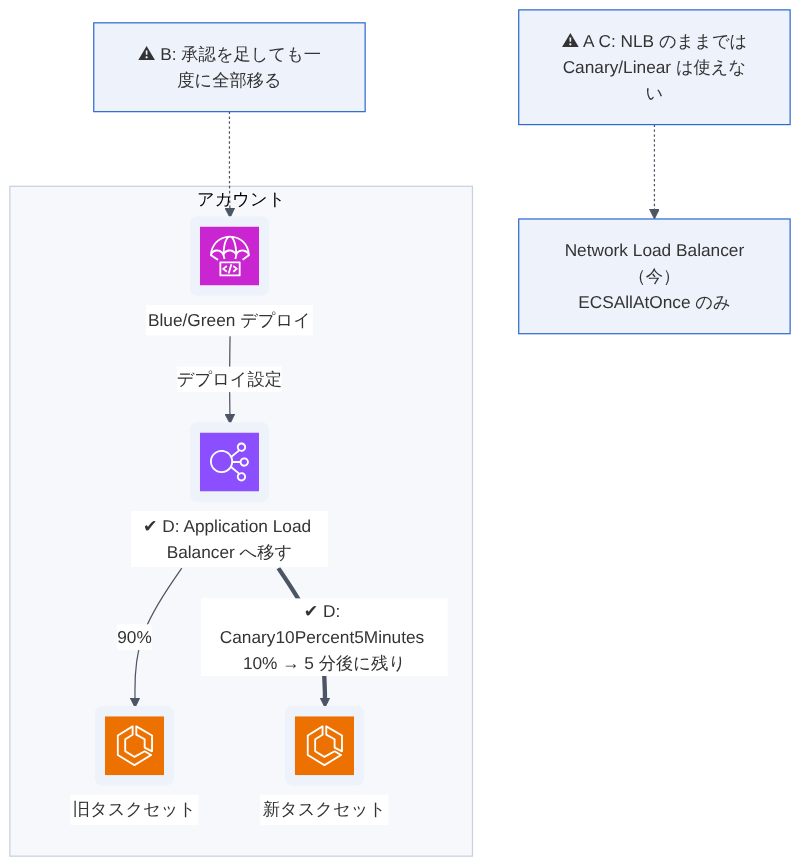 ⚠ B: 承認を足しても一
度に全部移る
⚠ A C: NLB のままでは
Canary/Linear は使えな
い
アカウント
Network Load Balancer
（今）
ECSAllAtOnce のみ
Blue/Green デプロイ
デプロイ設定
✔ D: Application Load
Balancer へ移す
90%
✔ D:
Canary10Percent5Minutes
10% → 5 分後に残り
旧タスクセット
新タスクセット